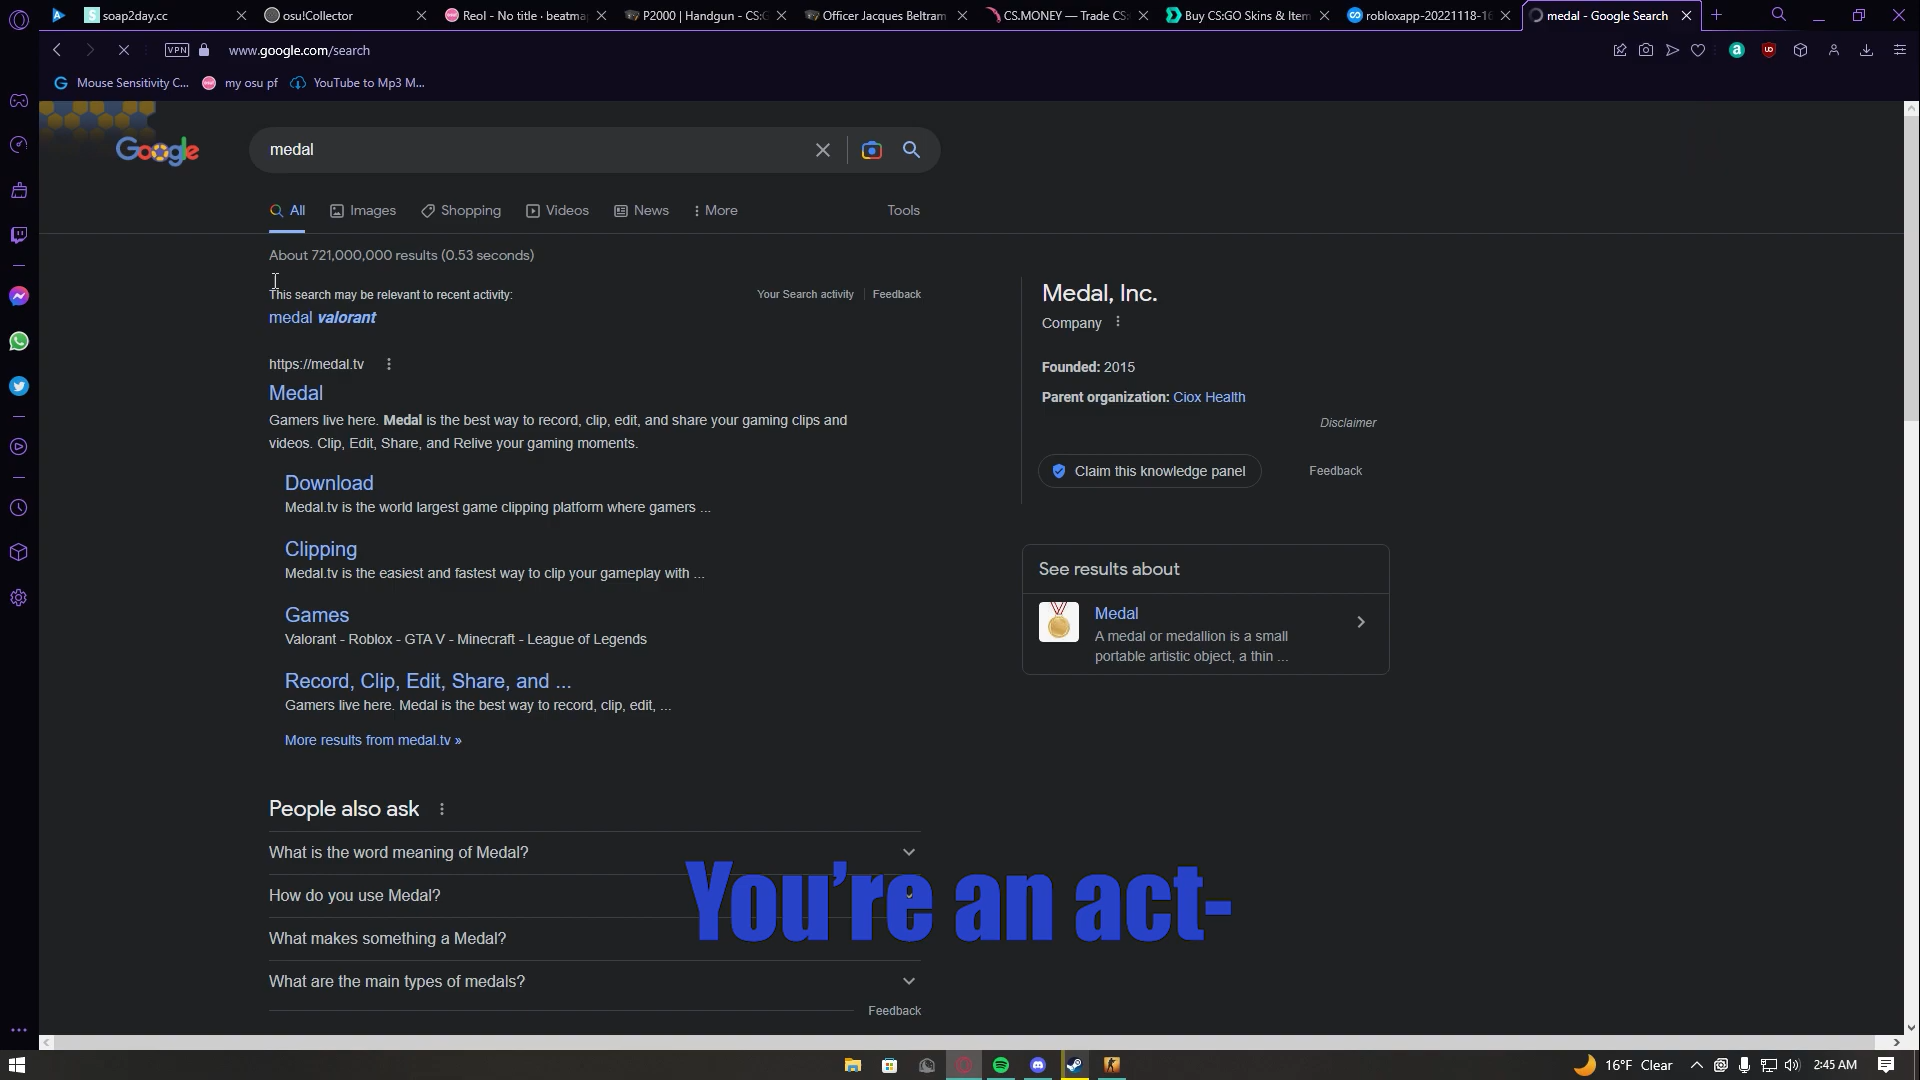 soap2day.cc
osu!Collector
Reol - No title · beatma
P2000 | Handgun - CS:G
Officer Jacques Beltram
CS.MONEY — Trade CS:
Buy CS:GO Skins & Item
robloxapp-20221118-16
medal - Google Search
VPN
www.google.com/search
Mouse Sensitivity C...
my osu pf
YouTube to Mp3 M...
Google
medal
All
Images
Shopping
Videos
News
More
Tools
About 721,000,000 results (0.53 seconds)
This search may be relevant to recent activity:
Your Search activity
Feedback
medal valorant
https://medal.tv
Medal
Gamers live here. Medal is the best way to record, clip, edit, and share your gaming clips and
videos. Clip, Edit, Share, and Relive your gaming moments.
Download
Medal.tv is the world largest game clipping platform where gamers ...
Clipping
Medal.tv is the easiest and fastest way to clip your gameplay with ...
Games
Valorant - Roblox - GTA V - Minecraft - League of Legends
Record, Clip, Edit, Share, and ...
Gamers live here. Medal is the best way to record, clip, edit, ...
More results from medal.tv »
Medal, Inc.
Company
Founded: 2015
Parent organization: Ciox Health
Disclaimer
Claim this knowledge panel
Feedback
See results about
Medal
A medal or medallion is a small
portable artistic object, a thin ...
People also ask
What is the word meaning of Medal?
How do you use Medal?
What makes something a Medal?
What are the main types of medals?
Feedback
You're an act-
16°F Clear
2:45 AM